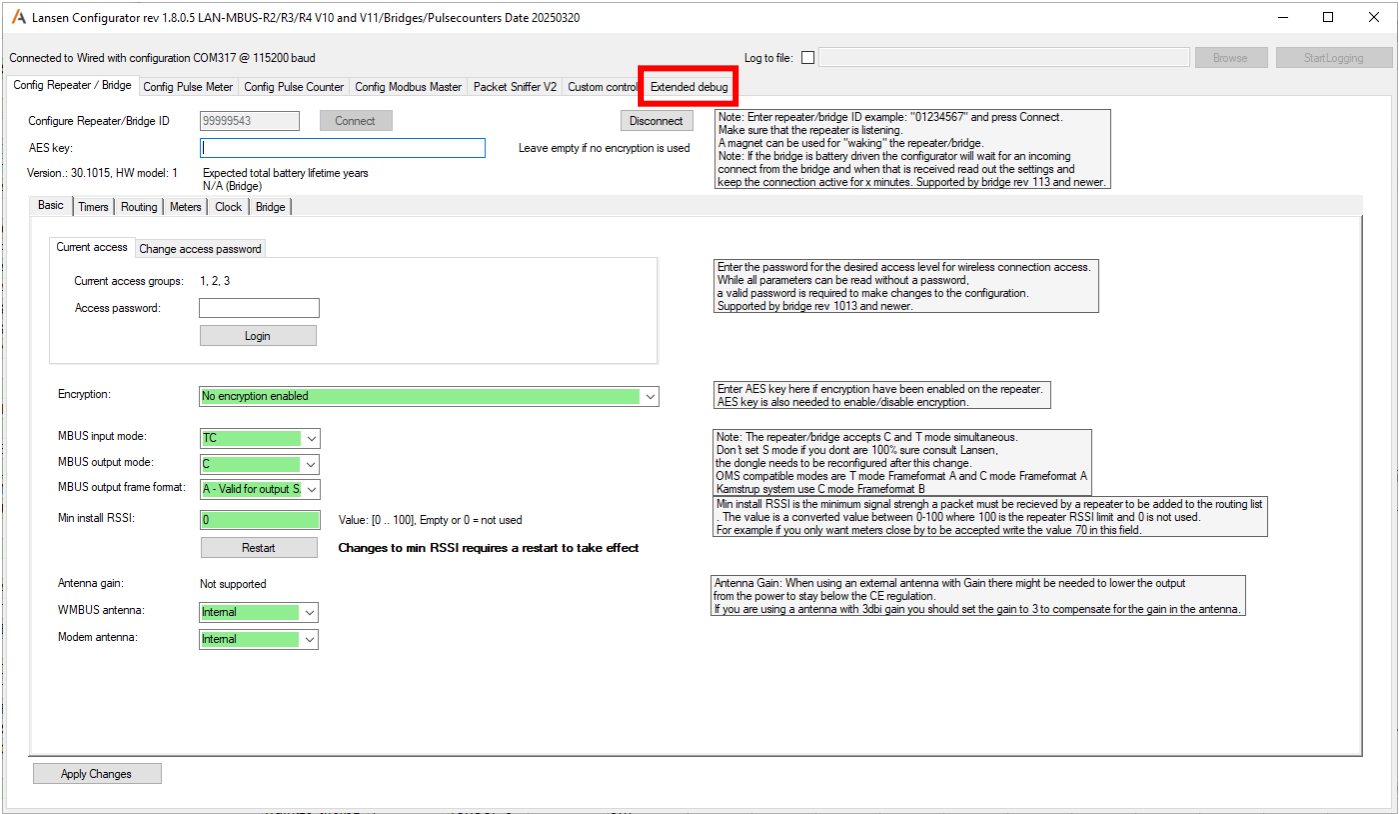 Lansen Configurator rev 1.8.0.5 LAN-MBUS-R2/R3/R4 V10 and V11/Bridges/Pulsecounters Date 20250320
Connected to Wired with configuration COM317 @ 115200 baud
Log to file:
Browse
StartLogging
Config Repeater / Bridge
Config Pulse Meter
Config Pulse Counter
Config Modbus Master
Packet Sniffer V2
Custom control
Extended debug
Configure Repeater/Bridge ID
99999543
Connect
Disconnect
AES key:
Leave empty if no encryption is used
Version.: 30.1015, HW model: 1
Expected total battery lifetime years
N/A (Bridge)
Note: Enter repeater/bridge ID example: "01234567" and press Connect.
Make sure that the repeater is listening.
A magnet can be used for "waking" the repeater/bridge.
Note: If the bridge is battery driven the configurator will wait for an incoming
connect from the bridge and when that is received read out the settings and
keep the connection active for x minutes. Supported by bridge rev 113 and newer.
Basic
Timers
Routing
Meters
Clock
Bridge
Current access
Change access password
Current access groups:
1, 2, 3
Access password:
Login
Enter the password for the desired access level for wireless connection access.
While all parameters can be read without a password,
a valid password is required to make changes to the configuration.
Supported by bridge rev 1013 and newer.
Encryption:
No encryption enabled
Enter AES key here if encryption have been enabled on the repeater.
AES key is also needed to enable/disable encryption.
MBUS input mode:
TC
MBUS output mode:
C
MBUS output frame format:
A - Valid for output S
Note: The repeater/bridge accepts C and T mode simultaneous.
Don't set S mode if you dont are 100% sure consult Lansen,
the dongle needs to be reconfigured after this change.
OMS compatible modes are T mode Frameformat A and C mode Frameformat A
Kamstrup system use C mode Frameformat B
Min install RSSI:
0
Value: [0 .. 100], Empty or 0 = not used
Restart
Changes to min RSSI requires a restart to take effect
Min install RSSI is the minimum signal strengh a packet must be recieved by a repeater to be added to the routing list
. The value is a converted value between 0-100 where 100 is the repeater RSSI limit and 0 is not used.
For example if you only want meters close by to be accepted write the value 70 in this field.
Antenna gain:
Not supported
WMBUS antenna:
Internal
Modem antenna:
Internal
Antenna Gain: When using an external antenna with Gain there might be needed to lower the output
from the power to stay below the CE regulation.
If you are using a antenna with 3dbi gain you should set the gain to 3 to compensate for the gain in the antenna.
Apply Changes